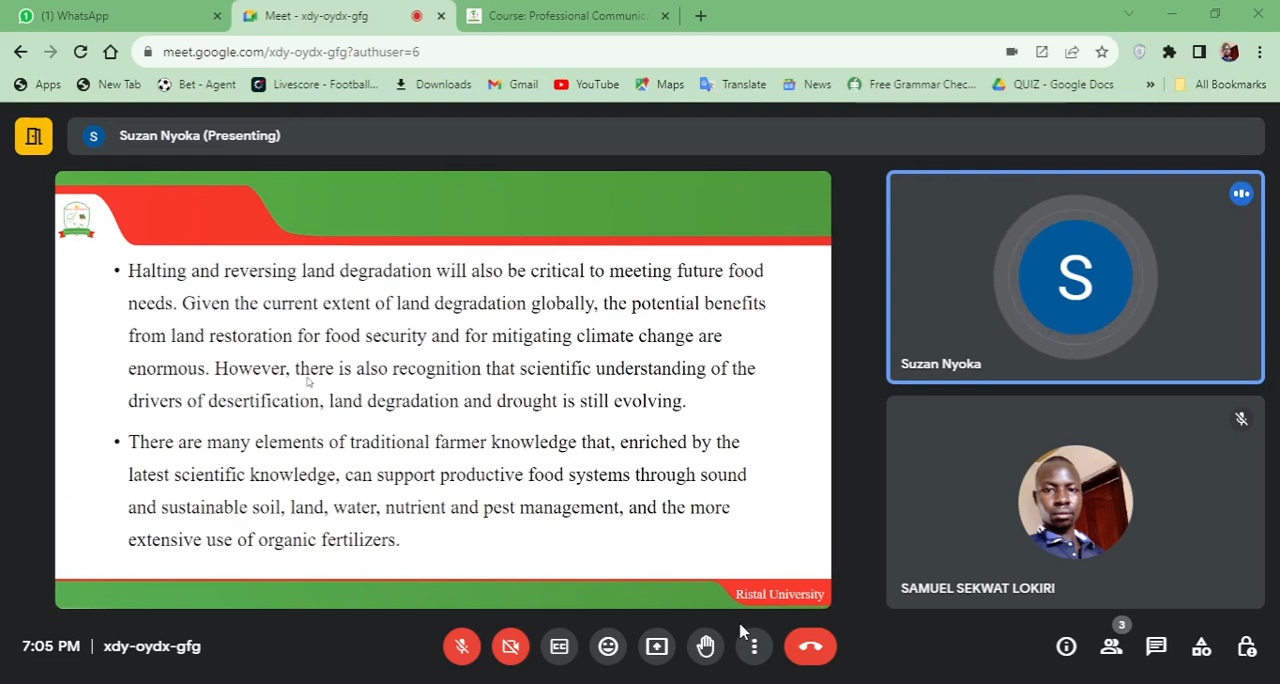 (1) WhatsApp
Meet - xdy-oydx-gfg
Course: Professional Communic
meet.google.com/xdy-oydx-gfg?authuser=6
Apps
New Tab
Bet - Agent
Livescore - Football...
Downloads
Gmail
YouTube
Maps
Translate
News
Free Grammar Chec...
QUIZ - Google Docs
»
All Bookmarks
S
Suzan Nyoka (Presenting)
• Halting and reversing land degradation will also be critical to meeting future food
needs. Given the current extent of land degradation globally, the potential benefits
from land restoration for food security and for mitigating climate change are
enormous. However, there is also recognition that scientific understanding of the
drivers of desertification, land degradation and drought is still evolving.
• There are many elements of traditional farmer knowledge that, enriched by the
latest scientific knowledge, can support productive food systems through sound
and sustainable soil, land, water, nutrient and pest management, and the more
extensive use of organic fertilizers.
Ristal University
S
Suzan Nyoka
SAMUEL SEKWAT LOKIRI
7:05 PM | xdy-oydx-gfg
3